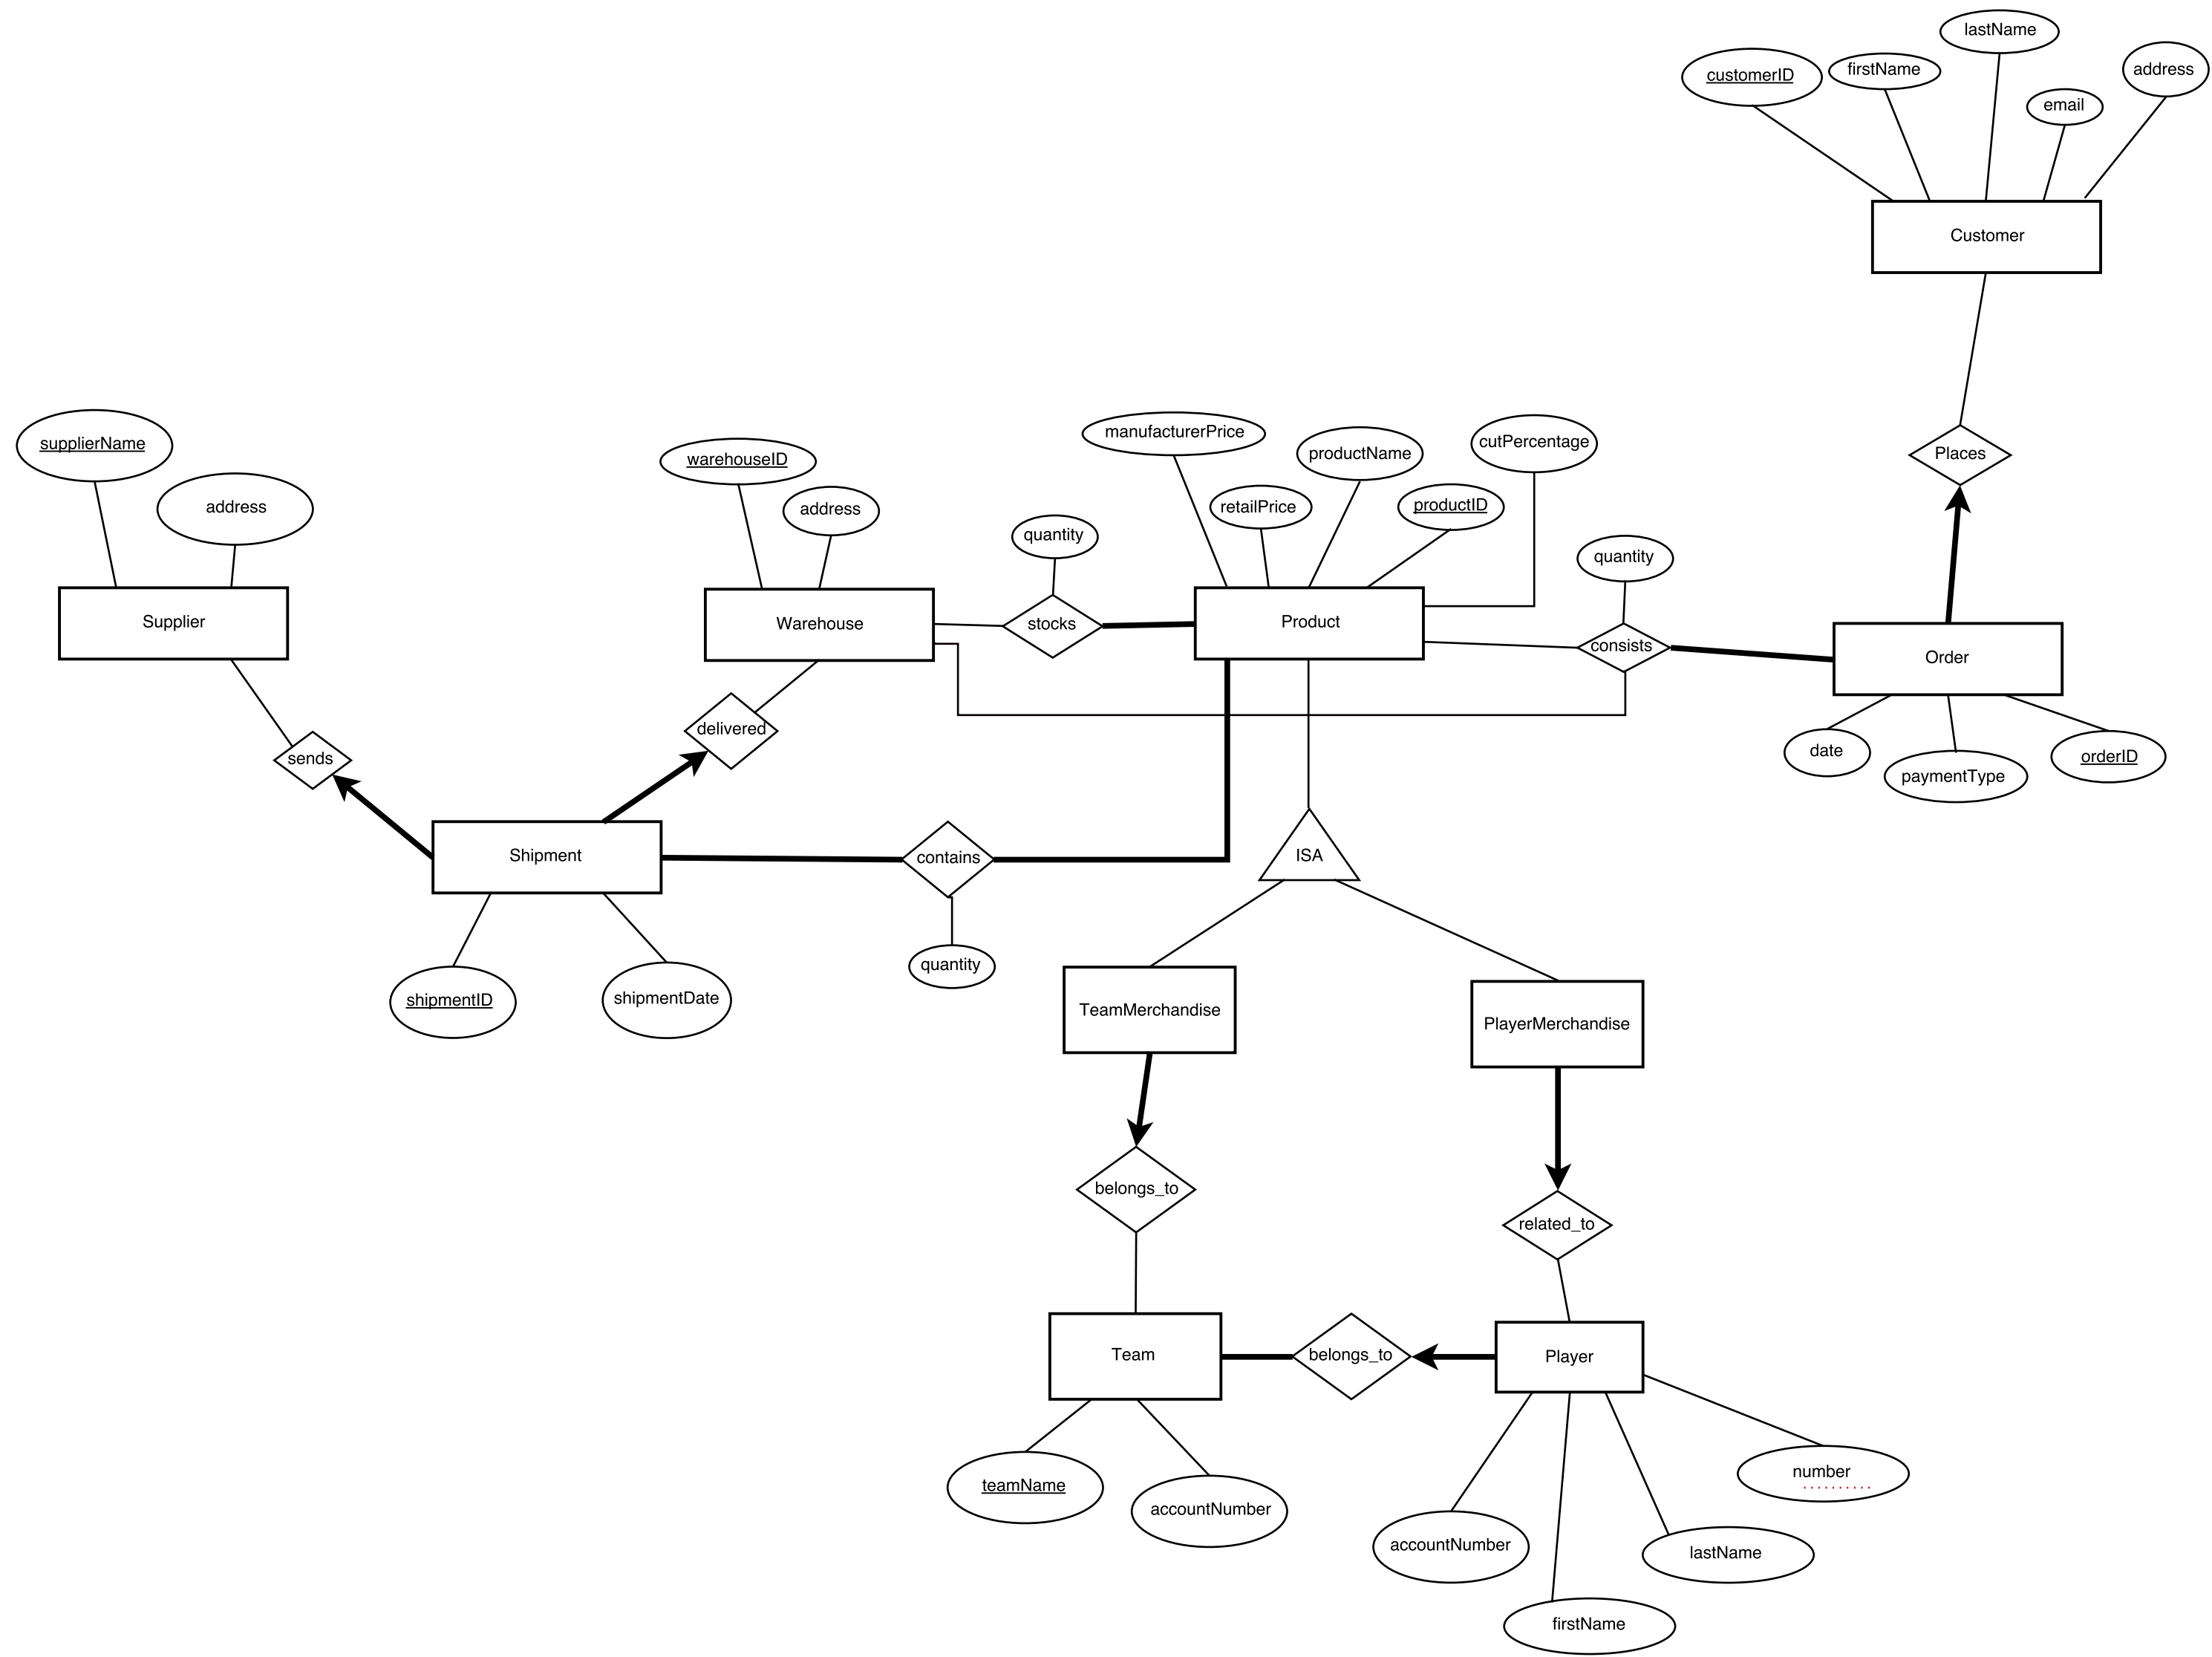 lastName
customerID
firstName
address
email
Customer
Places
supplierName
address
Supplier
sends
warehouseID
address
Warehouse
delivered
quantity
stocks
manufacturerPrice
retailPrice
productName
productID
cutPercentage
Product
quantity
consists
Order
date
paymentType
orderID
Shipment
shipmentID
shipmentDate
contains
quantity
ISA
TeamMerchandise
PlayerMerchandise
belongs_to
related_to
Team
belongs_to
Player
teamName
accountNumber
accountNumber
firstName
lastName
number